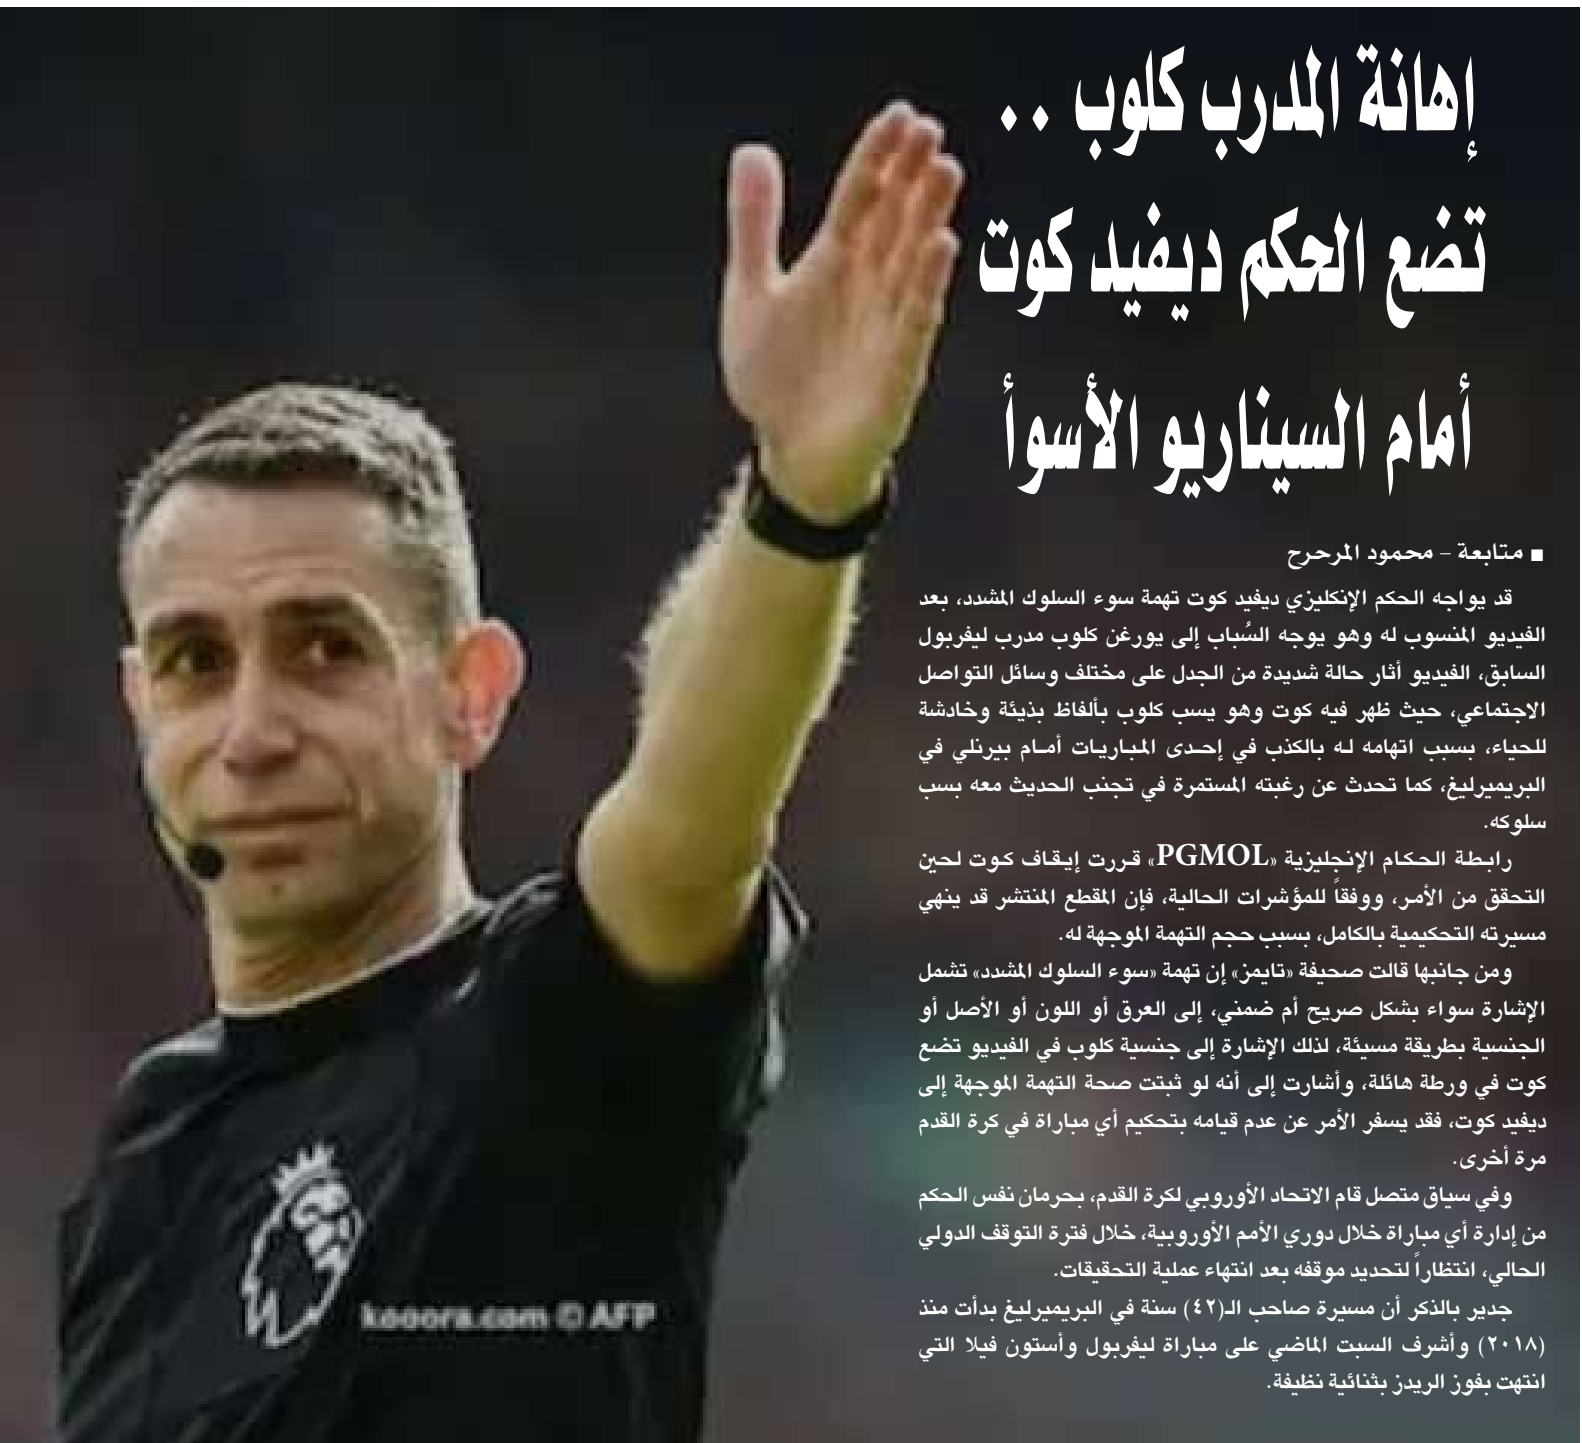 إهانة المدرب كلوب ..
تضع الحكم ديفيد كوت
أمام السيناريو الأسوأ
■ متابعة – محمود المرحرح
قد يواجه الحكم الإنكليزي ديفيد كوت تهمة سوء السلوك المشدد، بعد
الفيديو المنسوب له وهو يوجه السُباب إلى يورغن كلوب مدرب ليفربول
السابق، الفيديو أثار حالة شديدة من الجدل على مختلف وسائل التواصل
الاجتماعي، حيث ظهر فيه كوت وهو يسب كلوب بألفاظ بذيئة وخادشة
للحياء، بسبب اتهامه له بالكذب في إحدى المباريات أمام بيرنلي في
البريميرليغ، كما تحدث عن رغبته المستمرة في تجنب الحديث معه بسب
سلوكه.
رابطة الحكام الإنجليزية «PGMOL» قررت إيقاف كوت لحين
التحقق من الأمر، ووفقاً للمؤشرات الحالية، فإن المقطع المنتشر قد ينهي
مسيرته التحكيمية بالكامل، بسبب حجم التهمة الموجهة له.
ومن جانبها قالت صحيفة «تايمز» إن تهمة «سوء السلوك المشدد» تشمل
الإشارة سواء بشكل صريح أم ضمني، إلى العرق أو اللون أو الأصل أو
الجنسية بطريقة مسيئة، لذلك الإشارة إلى جنسية كلوب في الفيديو تضع
كوت في ورطة هائلة، وأشارت إلى أنه لو ثبتت صحة التهمة الموجهة إلى
ديفيد كوت، فقد يسفر الأمر عن عدم قيامه بتحكيم أي مباراة في كرة القدم
مرة أخرى.
وفي سياق متصل قام الاتحاد الأوروبي لكرة القدم، بحرمان نفس الحكم
من إدارة أي مباراة خلال دوري الأمم الأوروبية، خلال فترة التوقف الدولي
الحالي، انتظاراً لتحديد موقفه بعد انتهاء عملية التحقيقات.
جدير بالذكر أن مسيرة صاحب الـ(٤٢) سنة في البريميرليغ بدأت منذ
(٢٠١٨) وأشرف السبت الماضي على مباراة ليفربول وأستون فيلا التي
انتهت بفوز الريدز بثنائية نظيفة.
kooora.com © AFP